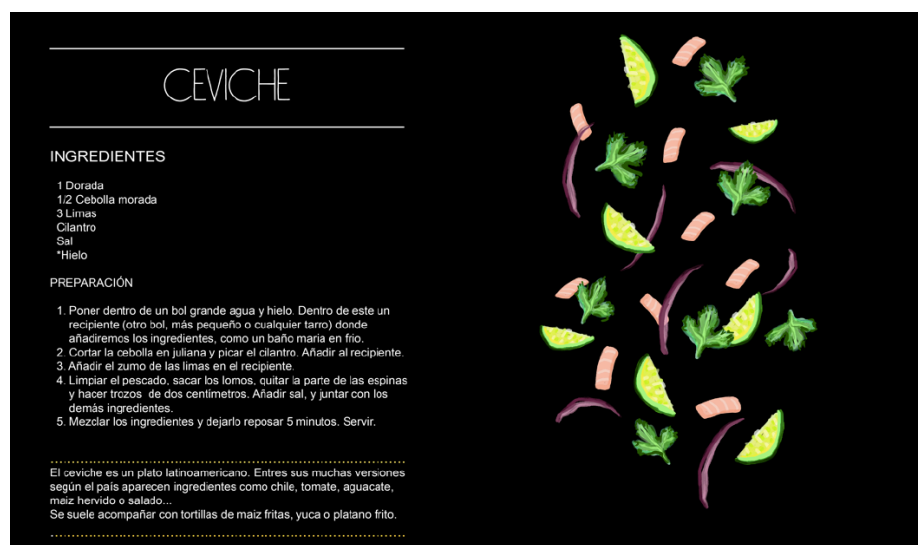 CEVICHE
INGREDIENTES
1 Dorada
1/2 Cebolla morada
3 Limas
Cilantro
Sal
*Hielo
PREPARACIÓN
1. Poner dentro de un bol grande agua y hielo. Dentro de este un
recipiente (otro bol, más pequeño o cualquier tarro) donde
añadiremos los ingredientes, como un baño maria en frio.
2. Cortar la cebolla en juliana y picar el cilantro. Añadir al recipiente.
3. Añadir el zumo de las limas en el recipiente.
4. Limpiar el pescado, sacar los lomos, quitar la parte de las espinas
y hacer trozos de dos centimetros. Añadir sal, y juntar con los
demás ingredientes.
5. Mezclar los ingredientes y dejarlo reposar 5 minutos. Servir.
El ceviche es un plato latinoamericano. Entres sus muchas versiones
según el país aparecen ingredientes como chile, tomate, aguacate,
maiz hervido o salado...
Se suele acompañar con tortillas de maiz fritas, yuca o platano frito.